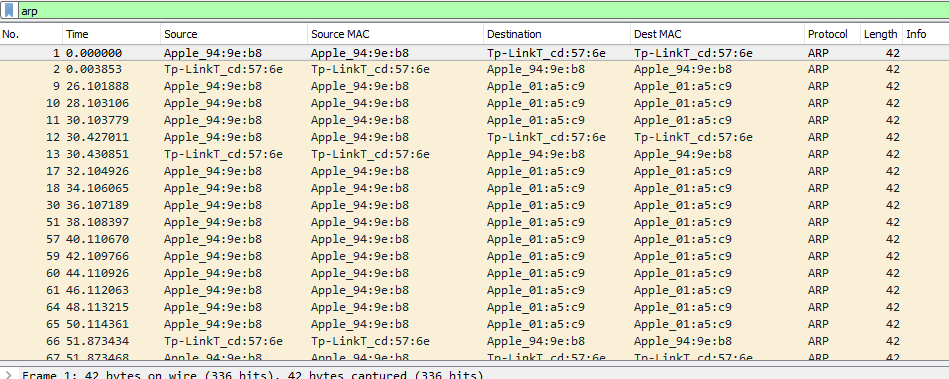 arp
No. Time Source Source MAC Destination Dest MAC Protocol Length Info
1 0.000000 Apple_94:9e:b8 Apple_94:9e:b8 Tp-LinkT_cd:57:6e Tp-LinkT_cd:57:6e ARP 42
2 0.003853 Tp-LinkT_cd:57:6e Tp-LinkT_cd:57:6e Apple_94:9e:b8 Apple_94:9e:b8 ARP 42
9 26.101888 Apple_94:9e:b8 Apple_94:9e:b8 Apple_01:a5:c9 Apple_01:a5:c9 ARP 42
10 28.103106 Apple_94:9e:b8 Apple_94:9e:b8 Apple_01:a5:c9 Apple_01:a5:c9 ARP 42
11 30.103779 Apple_94:9e:b8 Apple_94:9e:b8 Apple_01:a5:c9 Apple_01:a5:c9 ARP 42
12 30.427011 Apple_94:9e:b8 Apple_94:9e:b8 Tp-LinkT_cd:57:6e Tp-LinkT_cd:57:6e ARP 42
13 30.430851 Tp-LinkT_cd:57:6e Tp-LinkT_cd:57:6e Apple_94:9e:b8 Apple_94:9e:b8 ARP 42
17 32.104926 Apple_94:9e:b8 Apple_94:9e:b8 Apple_01:a5:c9 Apple_01:a5:c9 ARP 42
18 34.106065 Apple_94:9e:b8 Apple_94:9e:b8 Apple_01:a5:c9 Apple_01:a5:c9 ARP 42
30 36.107189 Apple_94:9e:b8 Apple_94:9e:b8 Apple_01:a5:c9 Apple_01:a5:c9 ARP 42
51 38.108397 Apple_94:9e:b8 Apple_94:9e:b8 Apple_01:a5:c9 Apple_01:a5:c9 ARP 42
57 40.110670 Apple_94:9e:b8 Apple_94:9e:b8 Apple_01:a5:c9 Apple_01:a5:c9 ARP 42
59 42.109766 Apple_94:9e:b8 Apple_94:9e:b8 Apple_01:a5:c9 Apple_01:a5:c9 ARP 42
60 44.110926 Apple_94:9e:b8 Apple_94:9e:b8 Apple_01:a5:c9 Apple_01:a5:c9 ARP 42
61 46.112063 Apple_94:9e:b8 Apple_94:9e:b8 Apple_01:a5:c9 Apple_01:a5:c9 ARP 42
64 48.113215 Apple_94:9e:b8 Apple_94:9e:b8 Apple_01:a5:c9 Apple_01:a5:c9 ARP 42
65 50.114361 Apple_94:9e:b8 Apple_94:9e:b8 Apple_01:a5:c9 Apple_01:a5:c9 ARP 42
66 51.873434 Tp-LinkT_cd:57:6e Tp-LinkT_cd:57:6e Apple_94:9e:b8 Apple_94:9e:b8 ARP 42
67 51.873468 Apple_94:9e:b8 Apple_94:9e:b8 Tp-LinkT_cd:57:6e Tp-LinkT_cd:57:6e ARP 42
Frame 1: 42 bytes on wire (336 bits), 42 bytes captured (336 bits)